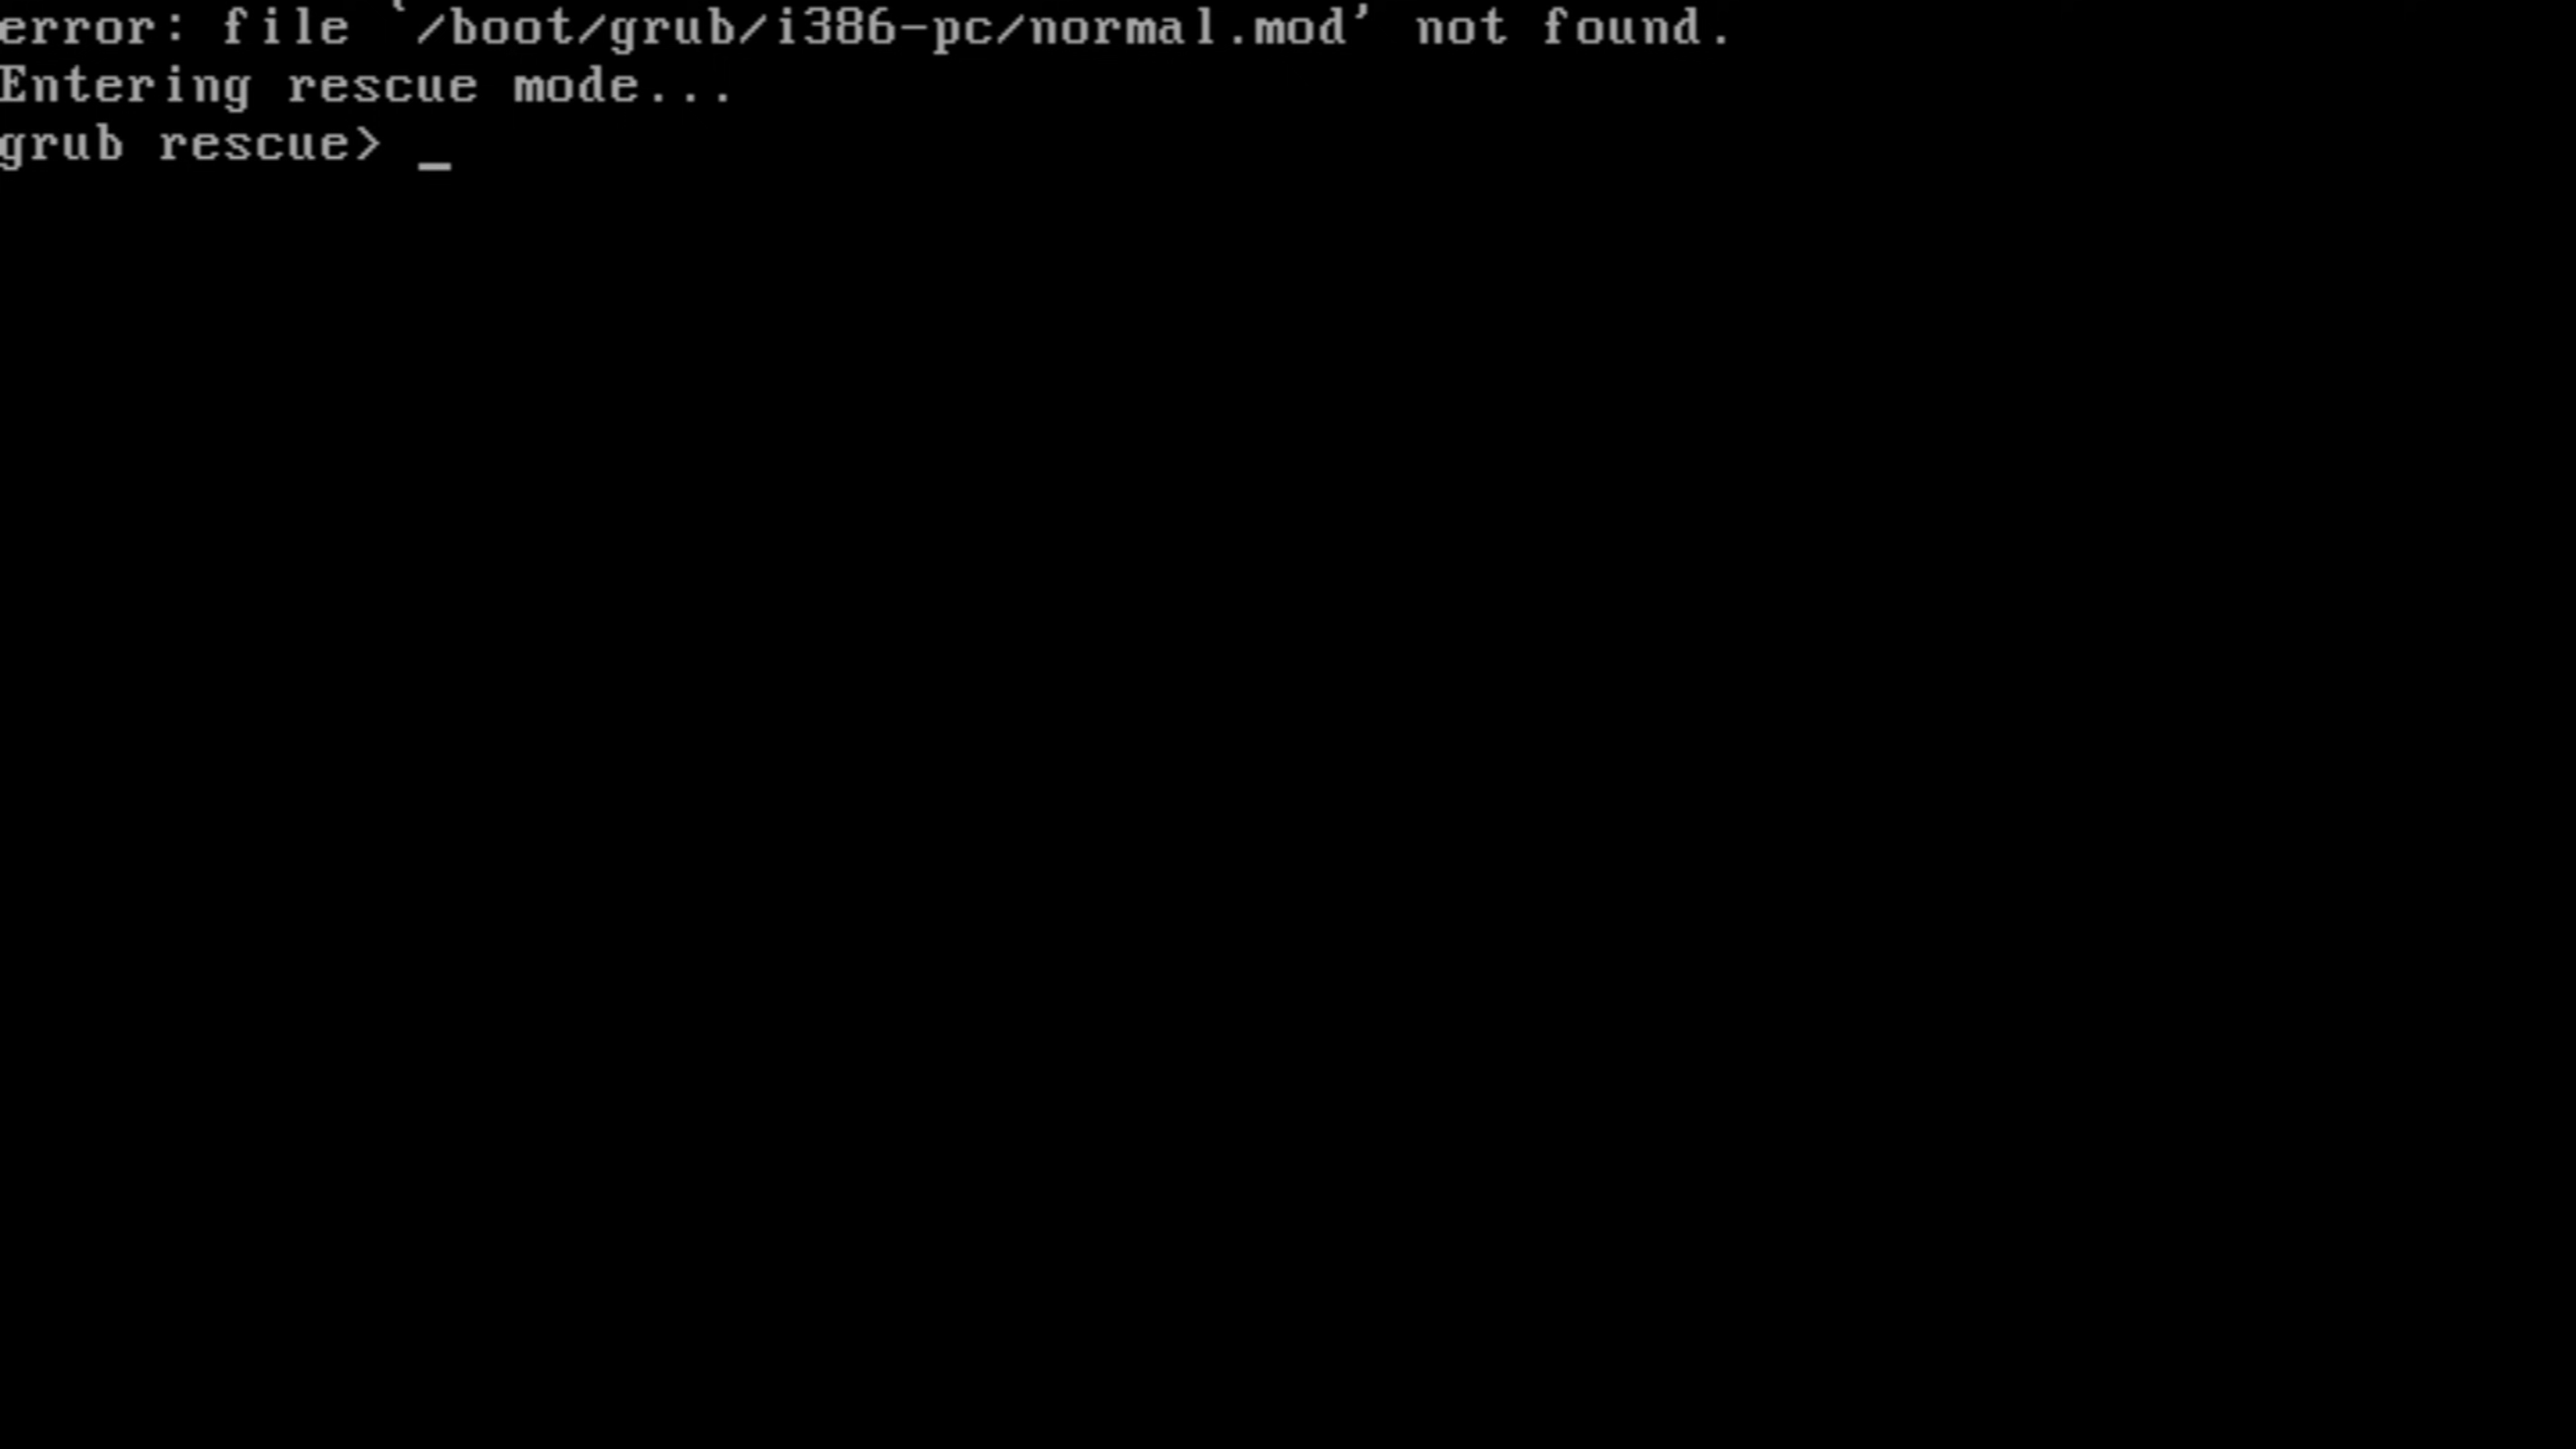 error: file `/boot/grub/i386-pc/normal.mod' not found.
Entering rescue mode...
grub rescue> _